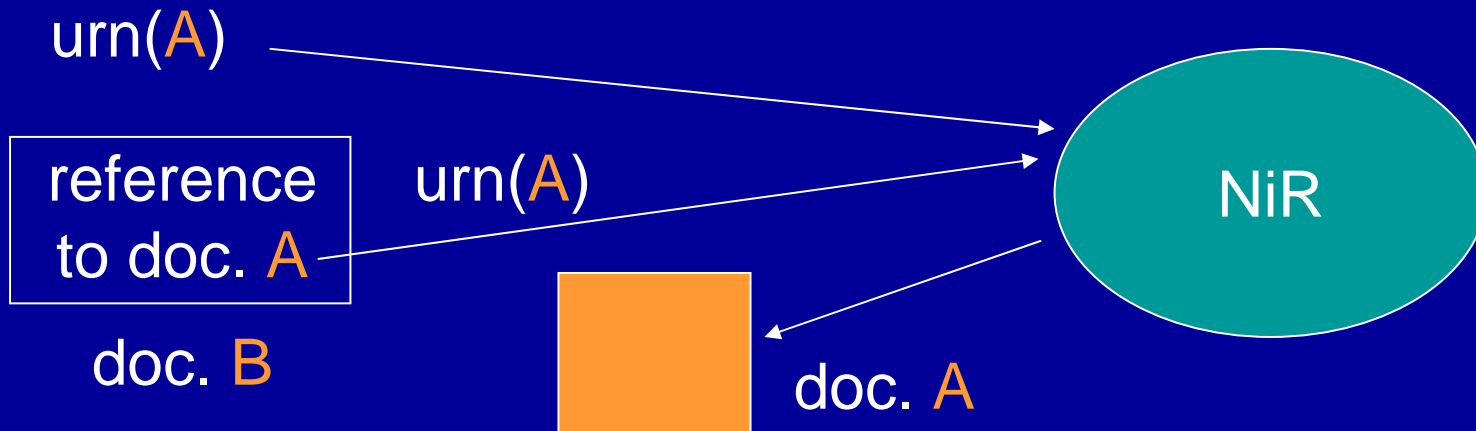 urn(A)
reference
to doc. A
urn(A)
NiR
doc. B
doc. A